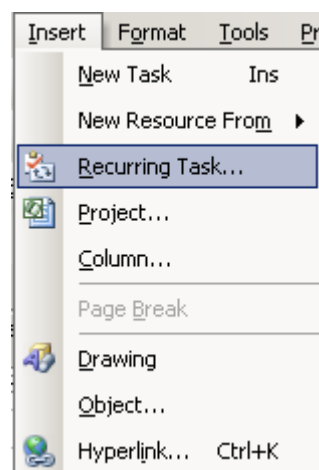 Insert Format Tools Pr
New Task Ins
New Resource From
Recurring Task...
Project...
Column...
Page Break
Drawing
Object...
Hyperlink... Ctrl+K